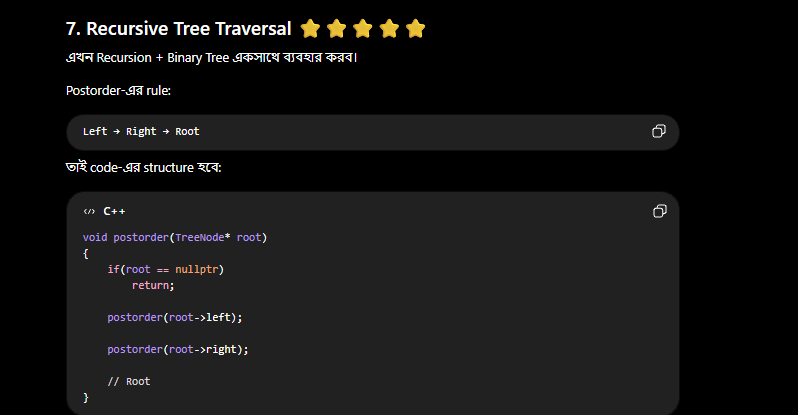 7. Recursive Tree Traversal ⭐⭐⭐⭐⭐
এখন Recursion + Binary Tree একসাথে ব্যবহার করব।
Postorder-এর rule:
Left → Right → Root
তাই code-এর structure হবে:
</> C++
void postorder(TreeNode* root)
{
    if(root == nullptr)
        return;
    postorder(root->left);
    postorder(root->right);
    // Root
}